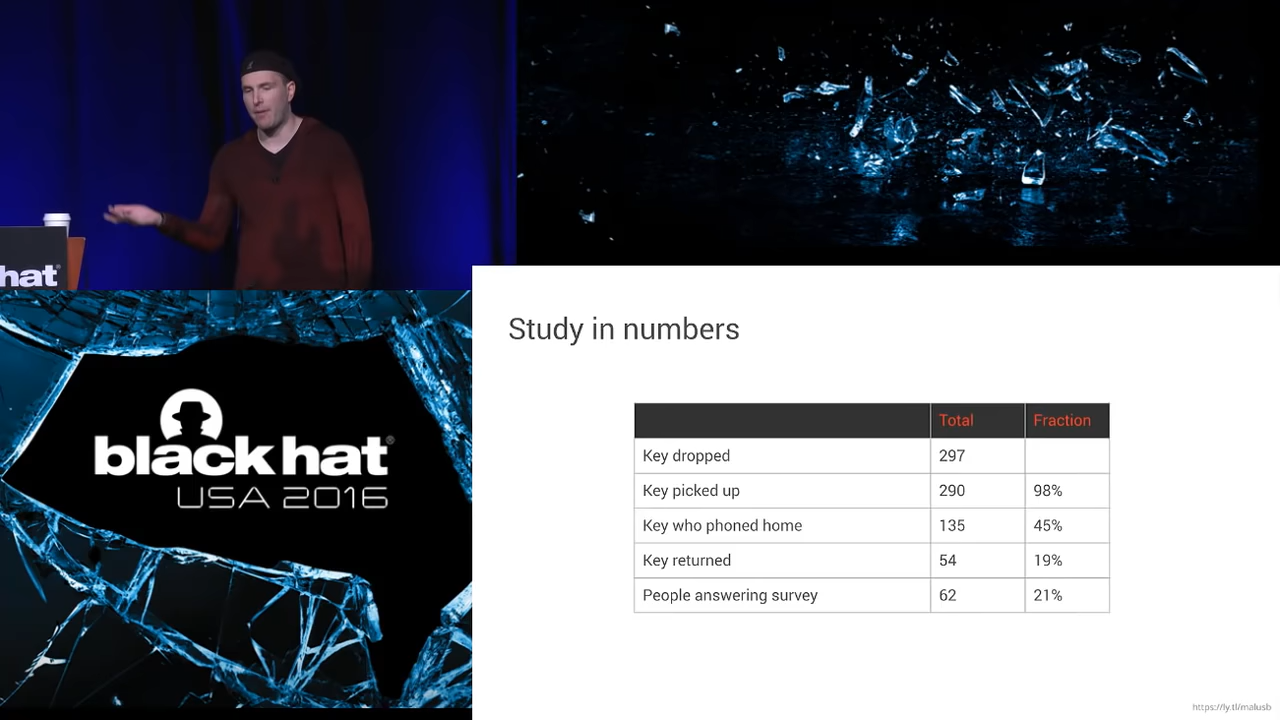 hat
black hat
USA 2016
Study in numbers
Total Fraction
Key dropped 297
Key picked up 290 98%
Key who phoned home 135 45%
Key returned 54 19%
People answering survey 62 21%
https://ly.tl/malusb